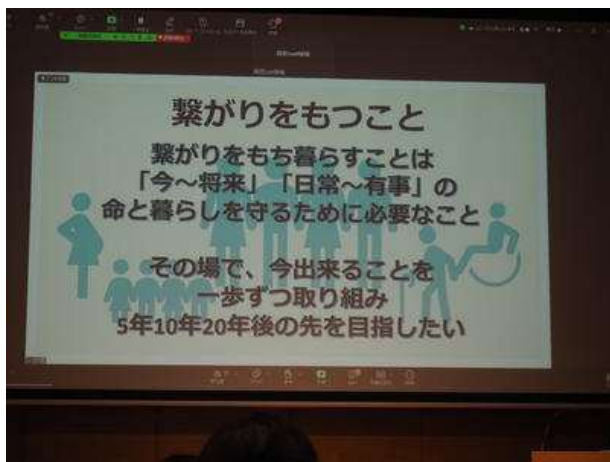 繋がりをもつこと
繋がりをもち暮らすことは
「今～将来」「日常～有事」の
命と暮らしを守るために必要なこと
その場で、今出来ることを
一歩ずつ取り組み
5年10年20年後の先を目指したい